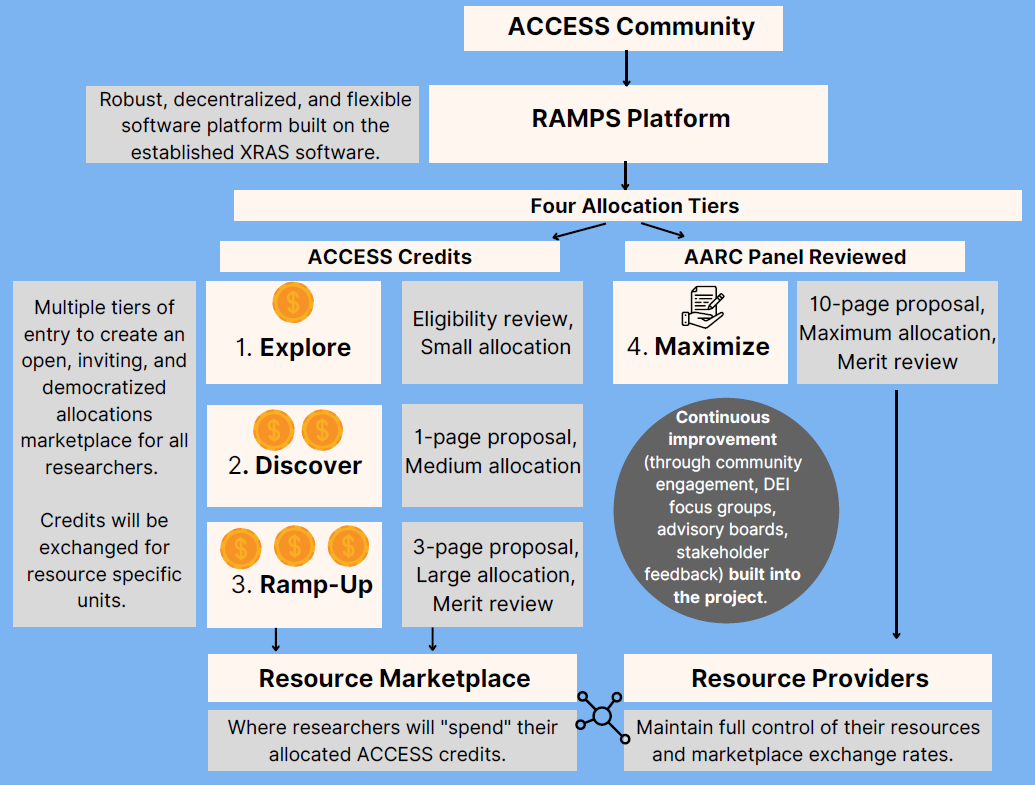 ACCESS Community
Robust, decentralized, and flexible
software platform built on the
established XRAS software.
RAMPS Platform
Four Allocation Tiers
ACCESS Credits
AARC Panel Reviewed
Multiple tiers of
entry to create an
open, inviting, and
democratized
allocations
marketplace for all
researchers.
Credits will be
exchanged for
resource specific
units.
$
1. Explore
Eligibility review,
Small allocation
$ $
2. Discover
1-page proposal,
Medium allocation
$ $ $
3. Ramp-Up
3-page proposal,
Large allocation,
Merit review
4. Maximize
10-page proposal,
Maximum allocation,
Merit review
Continuous
improvement
(through community
engagement, DEI
focus groups,
advisory boards,
stakeholder
feedback) built into
the project.
Resource Marketplace
Where researchers will "spend" their
allocated ACCESS credits.
Resource Providers
Maintain full control of their resources
and marketplace exchange rates.